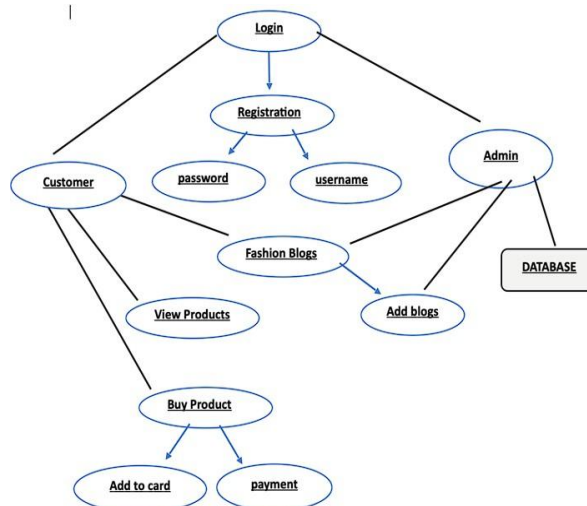 Login
Registration
Admin
Customer
password
username
Fashion Blogs
DATABASE
View Products
Add blogs
Buy Product
Add to card
payment